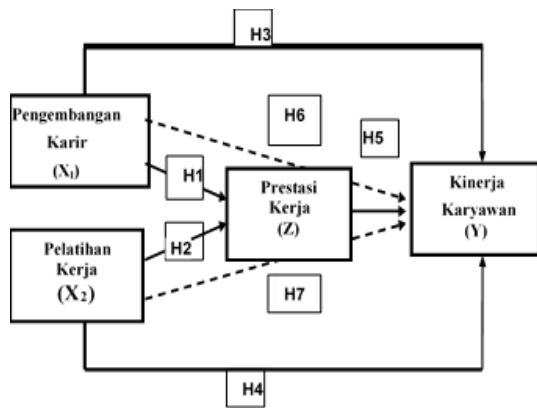 H3
Pengembangan
Karir
(X₁)
H6
H5
H1
Prestasi
Kerja
(Z)
Kinerja
Karyawan
(Y)
Pelatihan
Kerja
(X₂)
H2
H7
H4